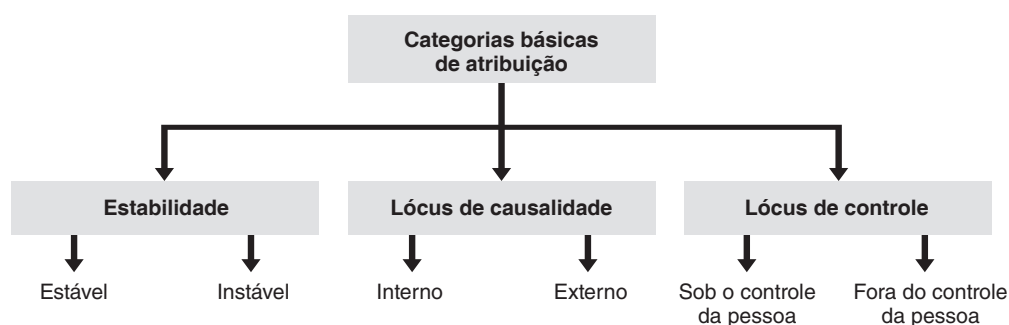 Categorias básicas
de atribuição
Estabilidade
Lócus de causalidade
Lócus de controle
Estável
Instável
Interno
Externo
Sob o controle
da pessoa
Fora do controle
da pessoa